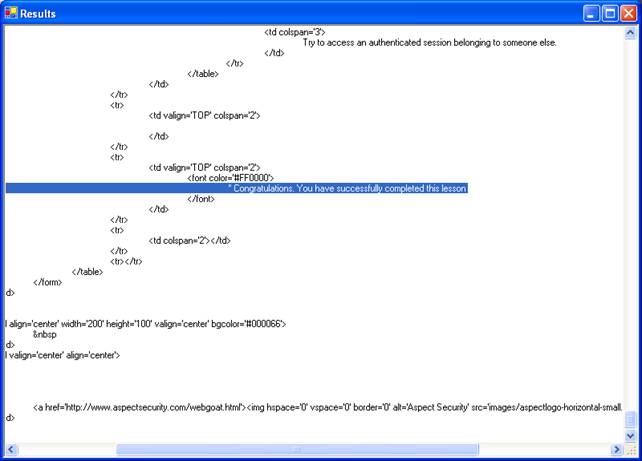 Results
<td colspan='3'>
Try to access an authenticated session belonging to someone else.
</td>
</tr>
</table>
</td>
</tr>
<tr>
<td valign='TOP' colspan='2'>
</td>
</tr>
<tr>
<td valign='TOP' colspan='2'>
<font color='#FF0000'>
* Congratulations. You have successfully completed this lesson
</font>
</td>
</tr>
<tr>
<td colspan='2'></td>
</tr>
<tr></tr>
</table>
</form>
d>
l align='center' width='200' height='100' valign='center' bgcolor='#000066'>
&nbsp
d>
l valign='center' align='center'>
<a href='http://www.aspectsecurity.com/webgoat.html'><img hspace='0' vspace='0' border='0' alt='Aspect Security' src='images/aspectlogo-horizontal-small.
d>